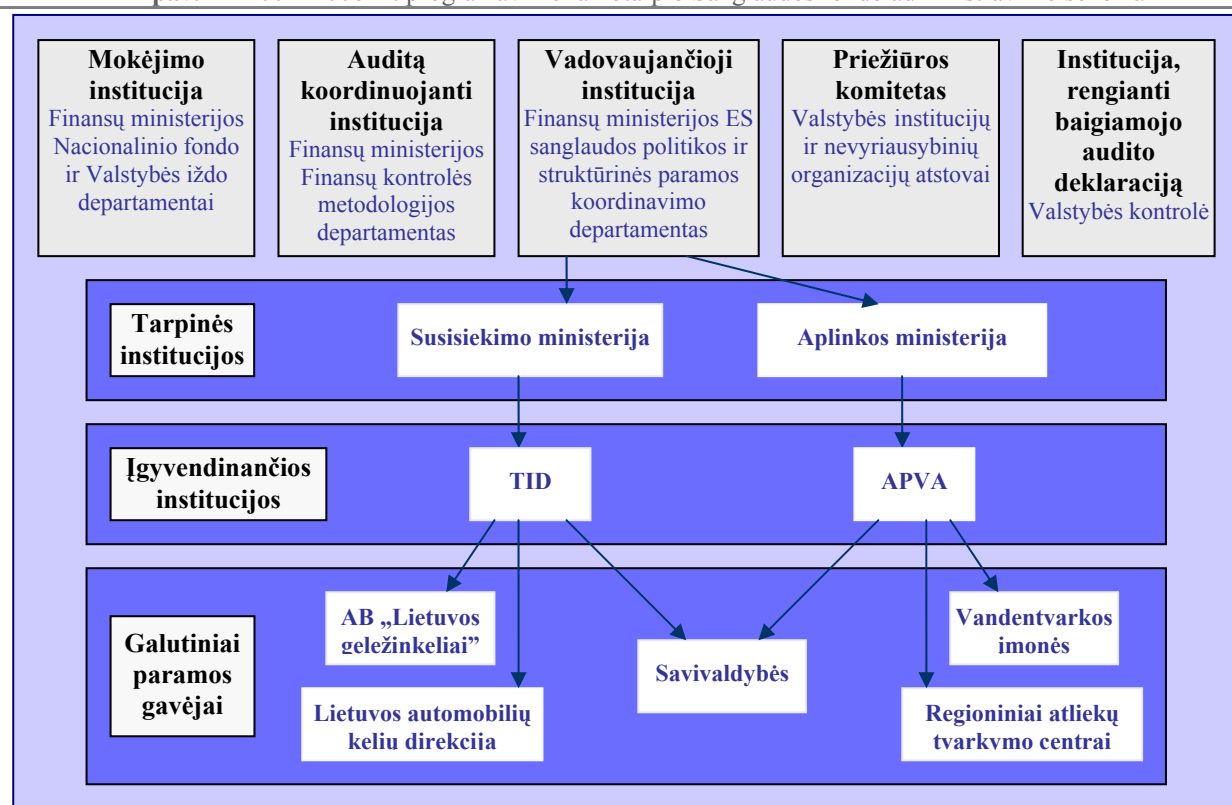 Mokėjimo
institucija
Finansų ministerijos
Nacionalinio fondo
ir Valstybės iždo
departamentai
Auditą
koordinuojanti
institucija
Finansų ministerijos
Finansų kontrolės
metodologijos
departamentas
Vadovaujančioji
institucija
Finansų ministerijos ES
sanglaudos politikos ir
struktūrinės paramos
koordinavimo
departamentas
Priežiūros
komitetas
Valstybės institucijų
ir nevyriausybinių
organizacijų atstovai
Institucija,
rengianti
baigiamojo
audito
deklaraciją
Valstybės kontrolė
Tarpinės
institucijos
Susisiekimo ministerija
Aplinkos ministerija
Įgyvendinančios
institucijos
TID
APVA
Galutiniai
paramos
gavėjai
AB „Lietuvos
geležinkeliai”
Lietuvos automobilių
kelių direkcija
Savivaldybės
Vandentvarkos
įmonės
Regioniniai atliekų
tvarkymo centrai